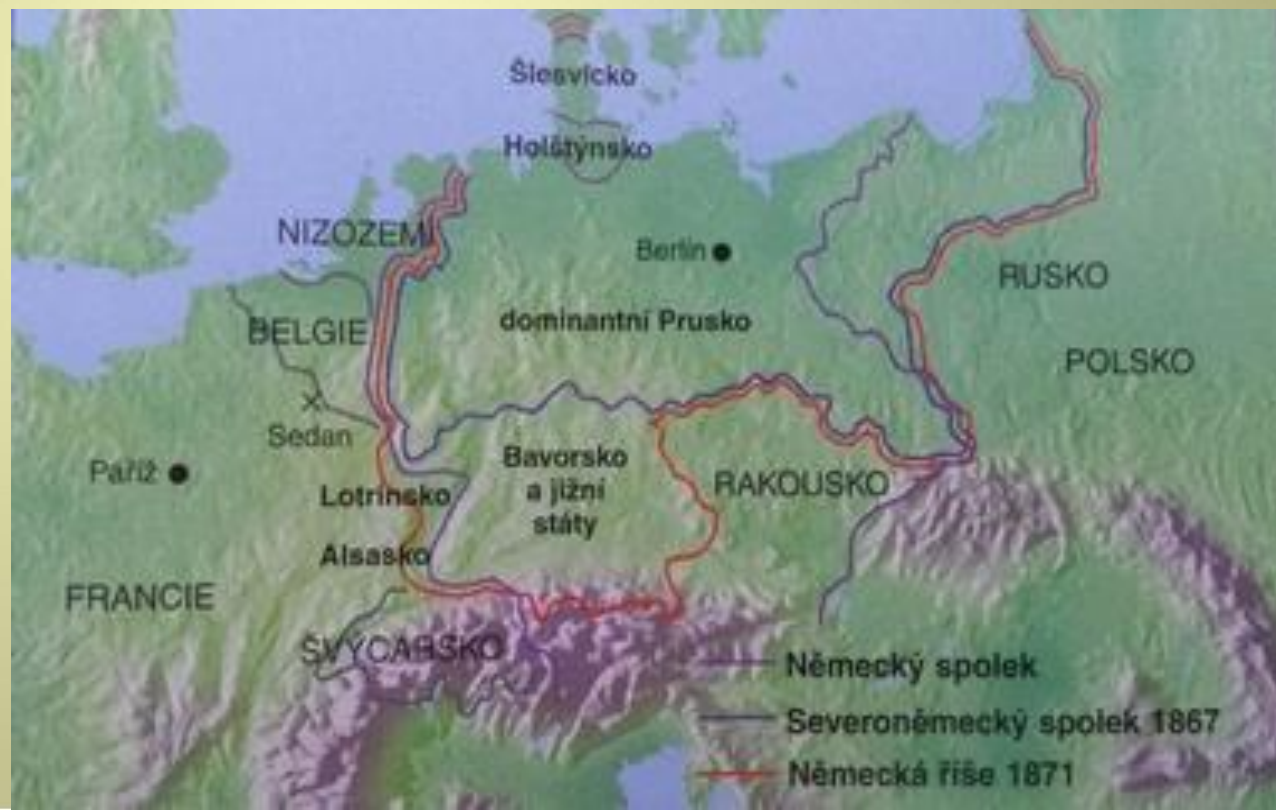 Šlesvicko
Holštýnsko
NIZOZEMÍ
Berlín
RUSKO
dominantní Prusko
BELGIE
POLSKO
Sedan
Paříž
Bavorsko
a jižní
státy
RAKOUSKO
Lotrinsko
Alsasko
FRANCIE
ŠVÝCARSKO
Německý spolek
Severoněmecký spolek 1867
Německá říše 1871